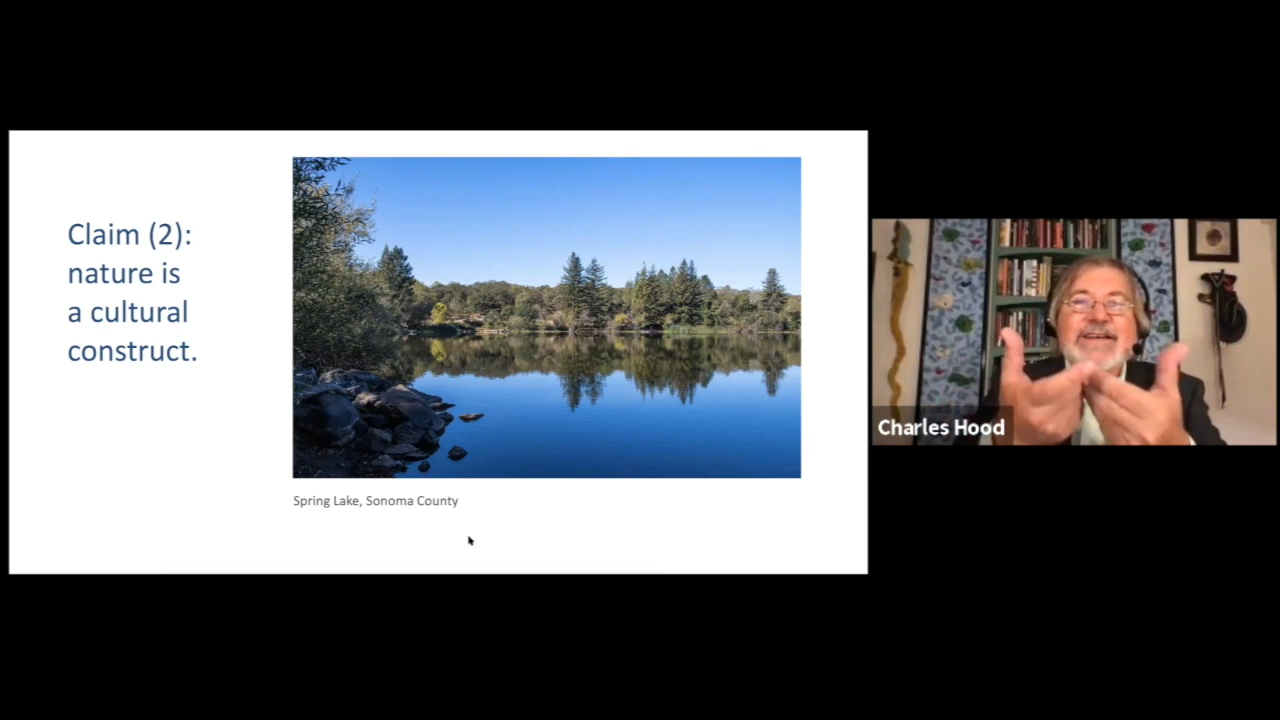 Claim (2):
nature is
a cultural
construct.
Spring Lake, Sonoma County
Charles Hood